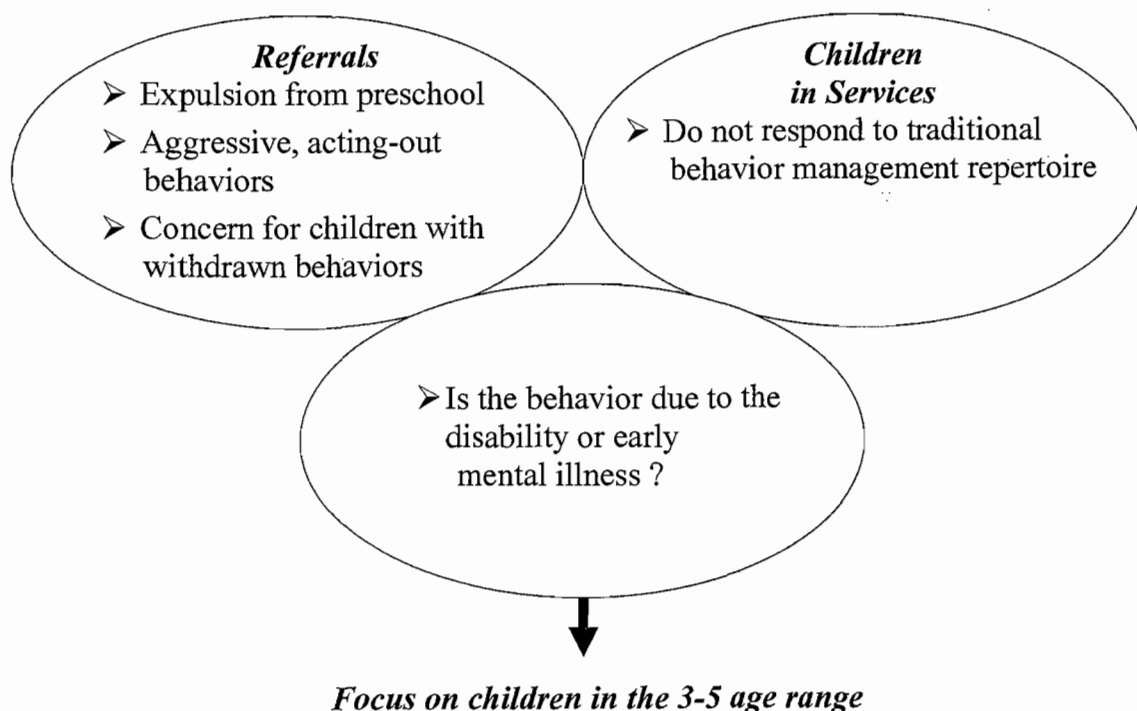 Referrals
➤ Expulsion from preschool
➤ Aggressive, acting-out
behaviors
➤ Concern for children with
withdrawn behaviors
Children
in Services
➤ Do not respond to traditional
behavior management repertoire
➤ Is the behavior due to the
disability or early
mental illness ?
Focus on children in the 3-5 age range